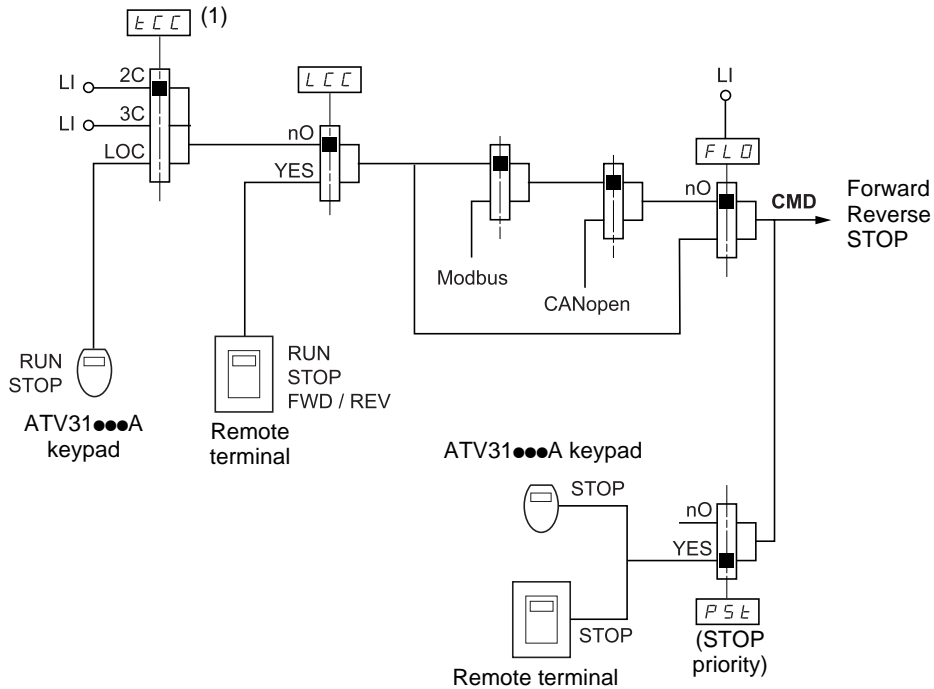 tCC (1)
LI 2C
LI 3C
LOC
LCC
nO
YES
LI
FLO
nO
CMD
Forward
Reverse
STOP
Modbus
CANopen
RUN
STOP
ATV31●●●A
keypad
RUN
STOP
FWD / REV
Remote
terminal
ATV31●●●A keypad
STOP
nO
YES
PSt
(STOP
priority)
STOP
Remote terminal